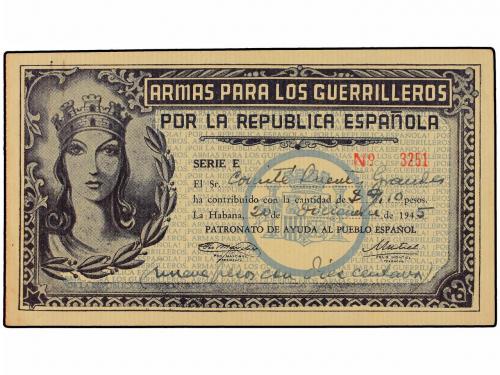 ARMAS PARA LOS GUERRILLEROS
POR LA REPUBLICA ESPAÑOLA
SERIE E Nº 3251
El Sr. Comité Puente Grandes
ha contribuido con la cantidad de $ 9.10 pesos.
La Habana, 20 de Diciembre de 1945
PATRONATO DE AYUDA AL PUEBLO ESPAÑOL
(nueve pesos con diez centavos)